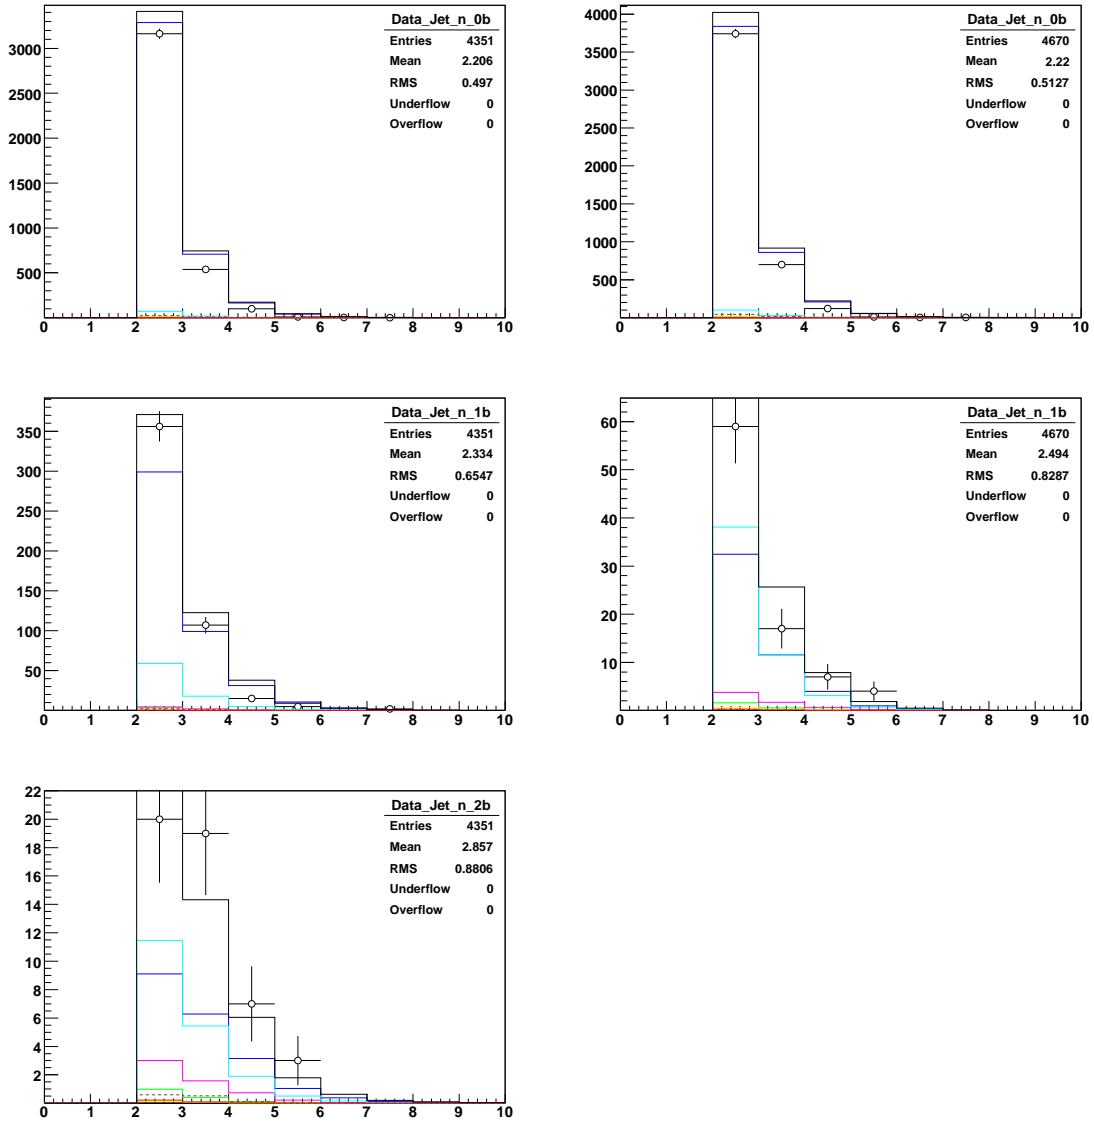 Data_Jet_n_0b
Entries 4351
Mean 2.206
RMS 0.497
Underflow 0
Overflow 0
3000
2500
2000
1500
1000
500
0 1 2 3 4 5 6 7 8 9 10
Data_Jet_n_0b
Entries 4670
Mean 2.22
RMS 0.5127
Underflow 0
Overflow 0
4000
3500
3000
2500
2000
1500
1000
500
0
0 1 2 3 4 5 6 7 8 9 10
Data_Jet_n_1b
Entries 4351
Mean 2.334
RMS 0.6547
Underflow 0
Overflow 0
350
300
250
200
150
100
50
0 1 2 3 4 5 6 7 8 9 10
Data_Jet_n_1b
Entries 4670
Mean 2.494
RMS 0.8287
Underflow 0
Overflow 0
60
50
40
30
20
10
0 1 2 3 4 5 6 7 8 9 10
Data_Jet_n_2b
Entries 4351
Mean 2.857
RMS 0.8806
Underflow 0
Overflow 0
22
20
18
16
14
12
10
8
6
4
2
0 1 2 3 4 5 6 7 8 9 10